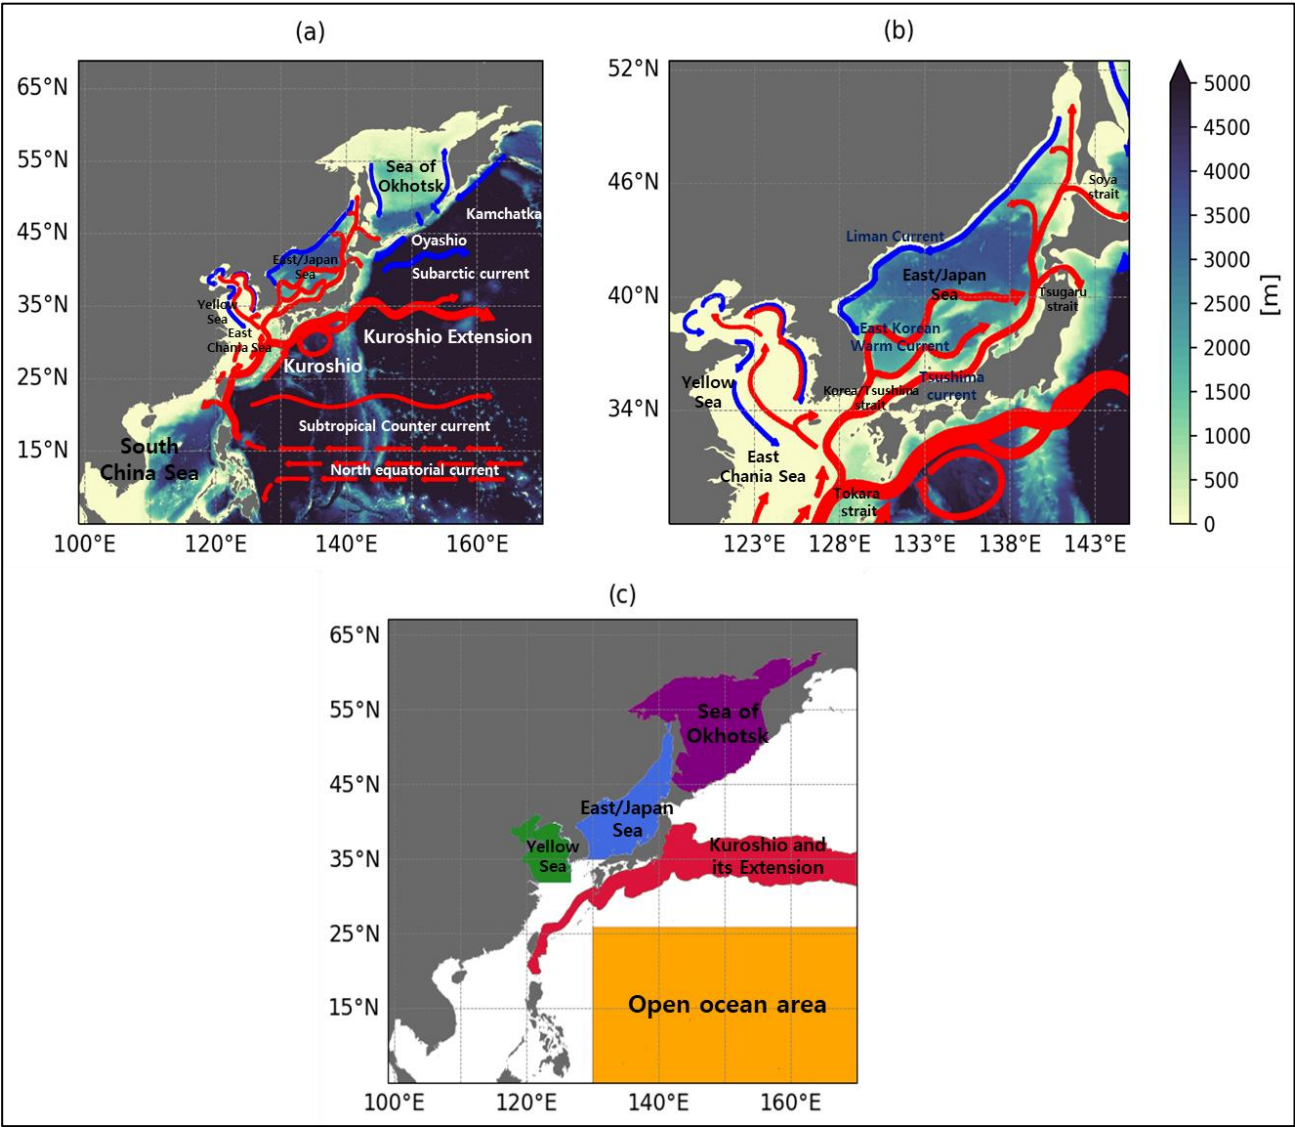 (a)
65°N
55°N
45°N
35°N
25°N
15°N
100°E
120°E
140°E
160°E
Sea of
Okhotsk
Kamchatka
Oyashio
Subarctic current
East/Japan
Sea
Yellow
Sea
East
Chania Sea
Kuroshio Extension
Kuroshio
Subtropical Counter current
South
China Sea
North equatorial current
(b)
52°N
46°N
40°N
34°N
123°E
128°E
133°E
138°E
143°E
Soya
strait
Liman Current
East/Japan
Sea
Tsugaru
strait
East Korean
Warm Current
Yellow
Sea
Korea/Tsushima
strait
Tsushima
current
East
Chania Sea
Tokara
strait
5000
4500
4000
3500
3000
2500
2000
1500
1000
500
0
[m]
(c)
65°N
55°N
45°N
35°N
25°N
15°N
100°E
120°E
140°E
160°E
Sea of
Okhotsk
East/Japan
Sea
Yellow
Sea
Kuroshio and
its Extension
Open ocean area